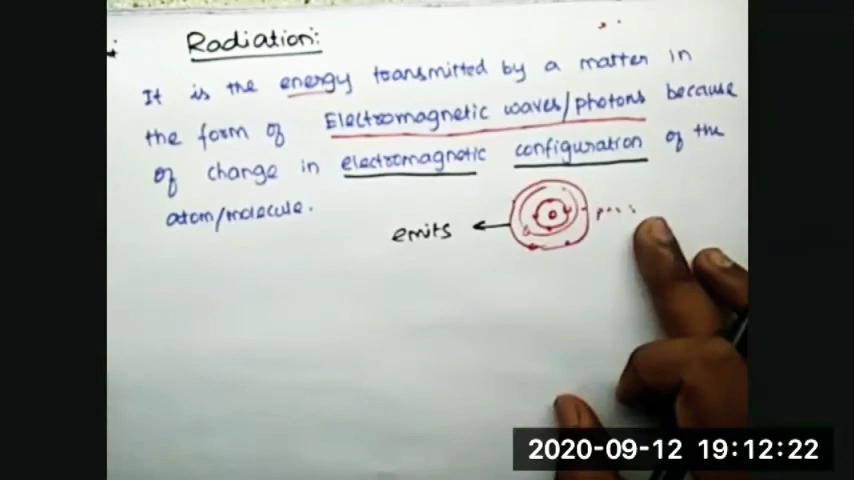 Radiation:
It is the energy transmitted by a matter in
the form of Electromagnetic waves/photons because
of change in electromagnetic configuration of the
atom/molecule.
emits
2020-09-12 19:12:22